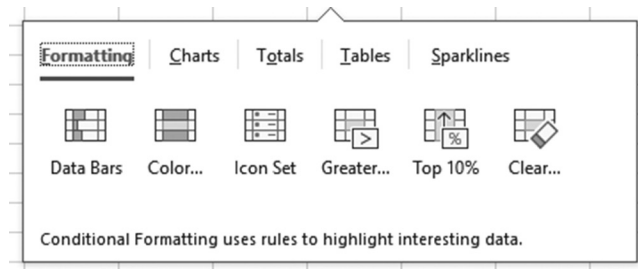 Formatting Charts Totals Tables Sparklines
Data Bars Color... Icon Set Greater... Top 10% Clear...
Conditional Formatting uses rules to highlight interesting data.